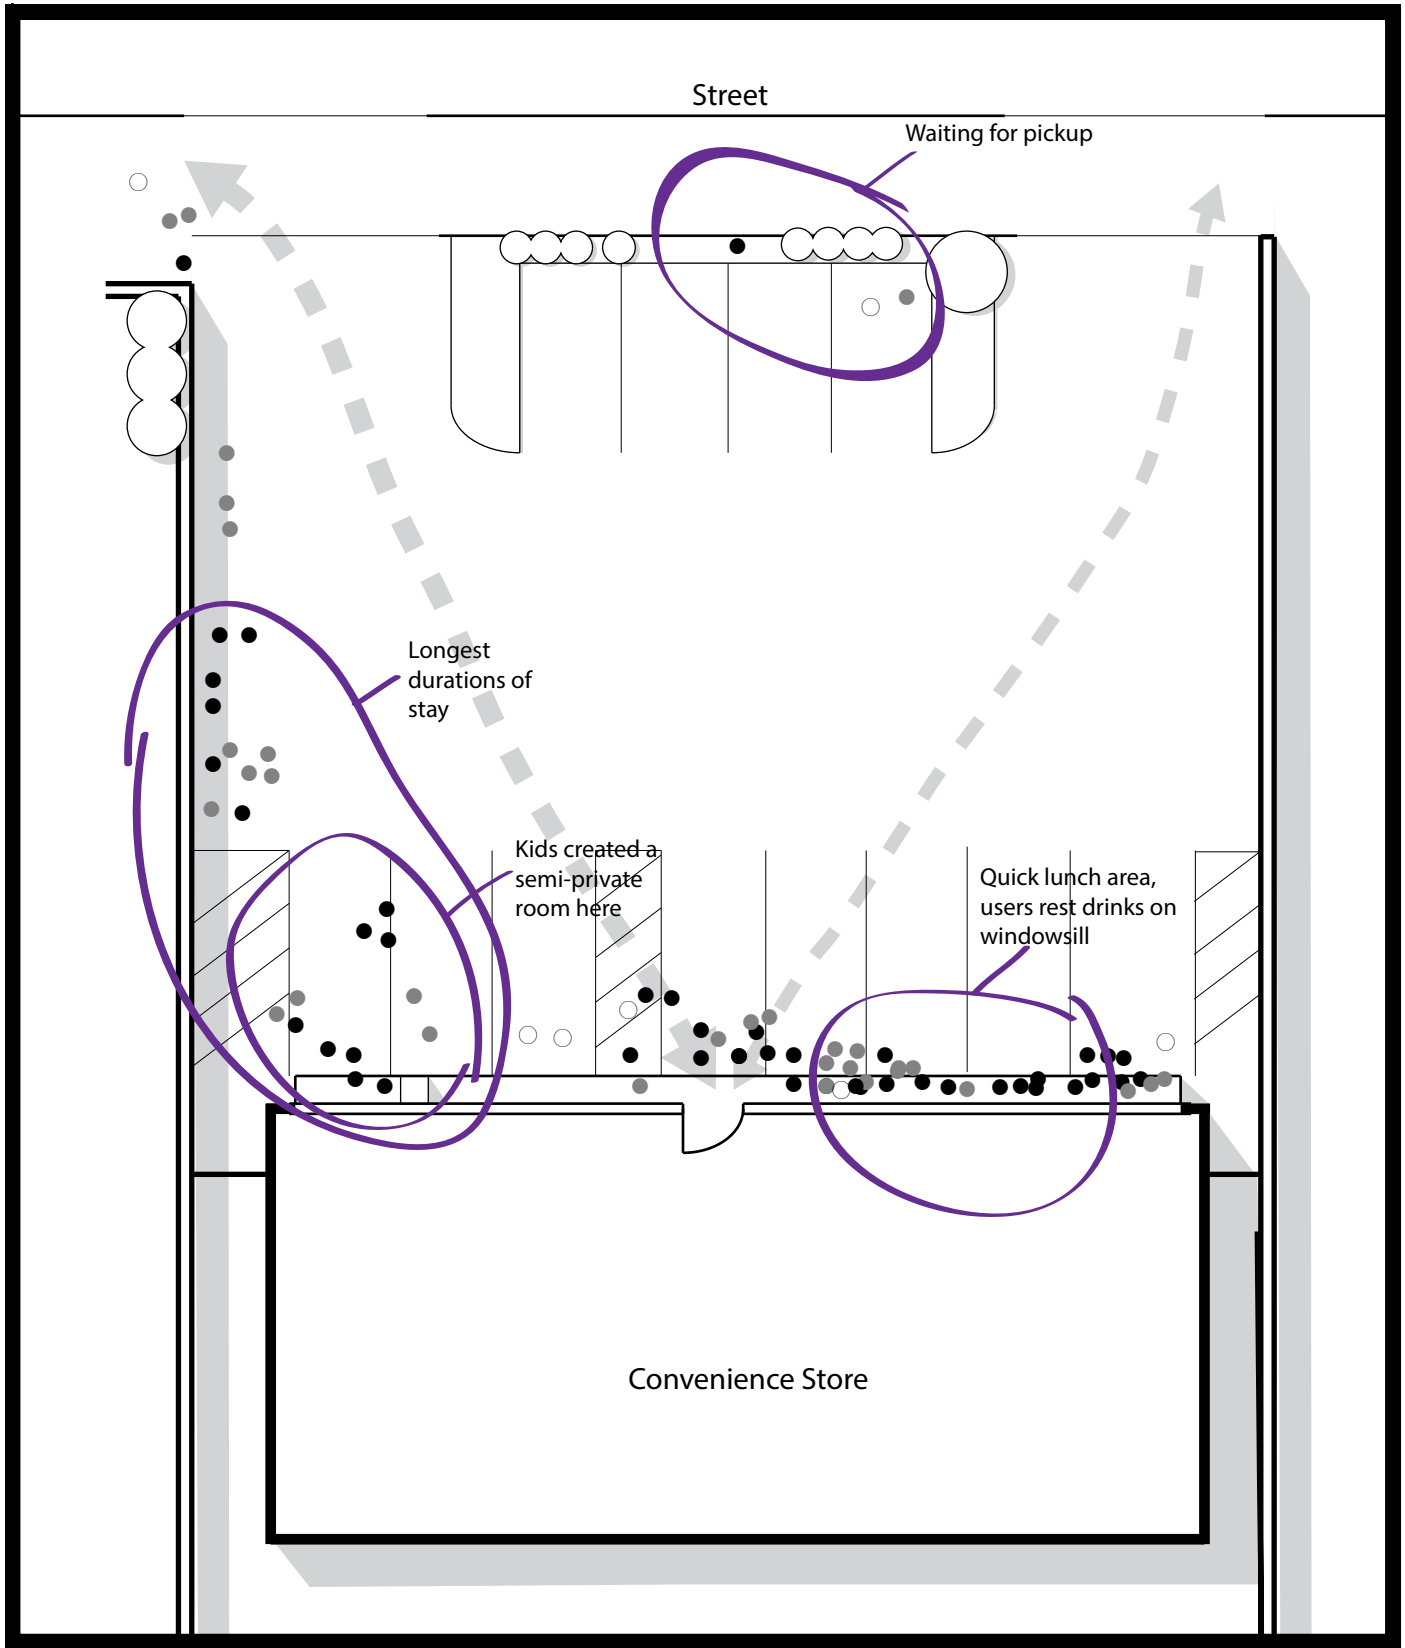 Street
Waiting for pickup
Longest
durations of
stay
Kids created a
semi-private
room here
Quick lunch area,
users rest drinks on
windowsill
Convenience Store